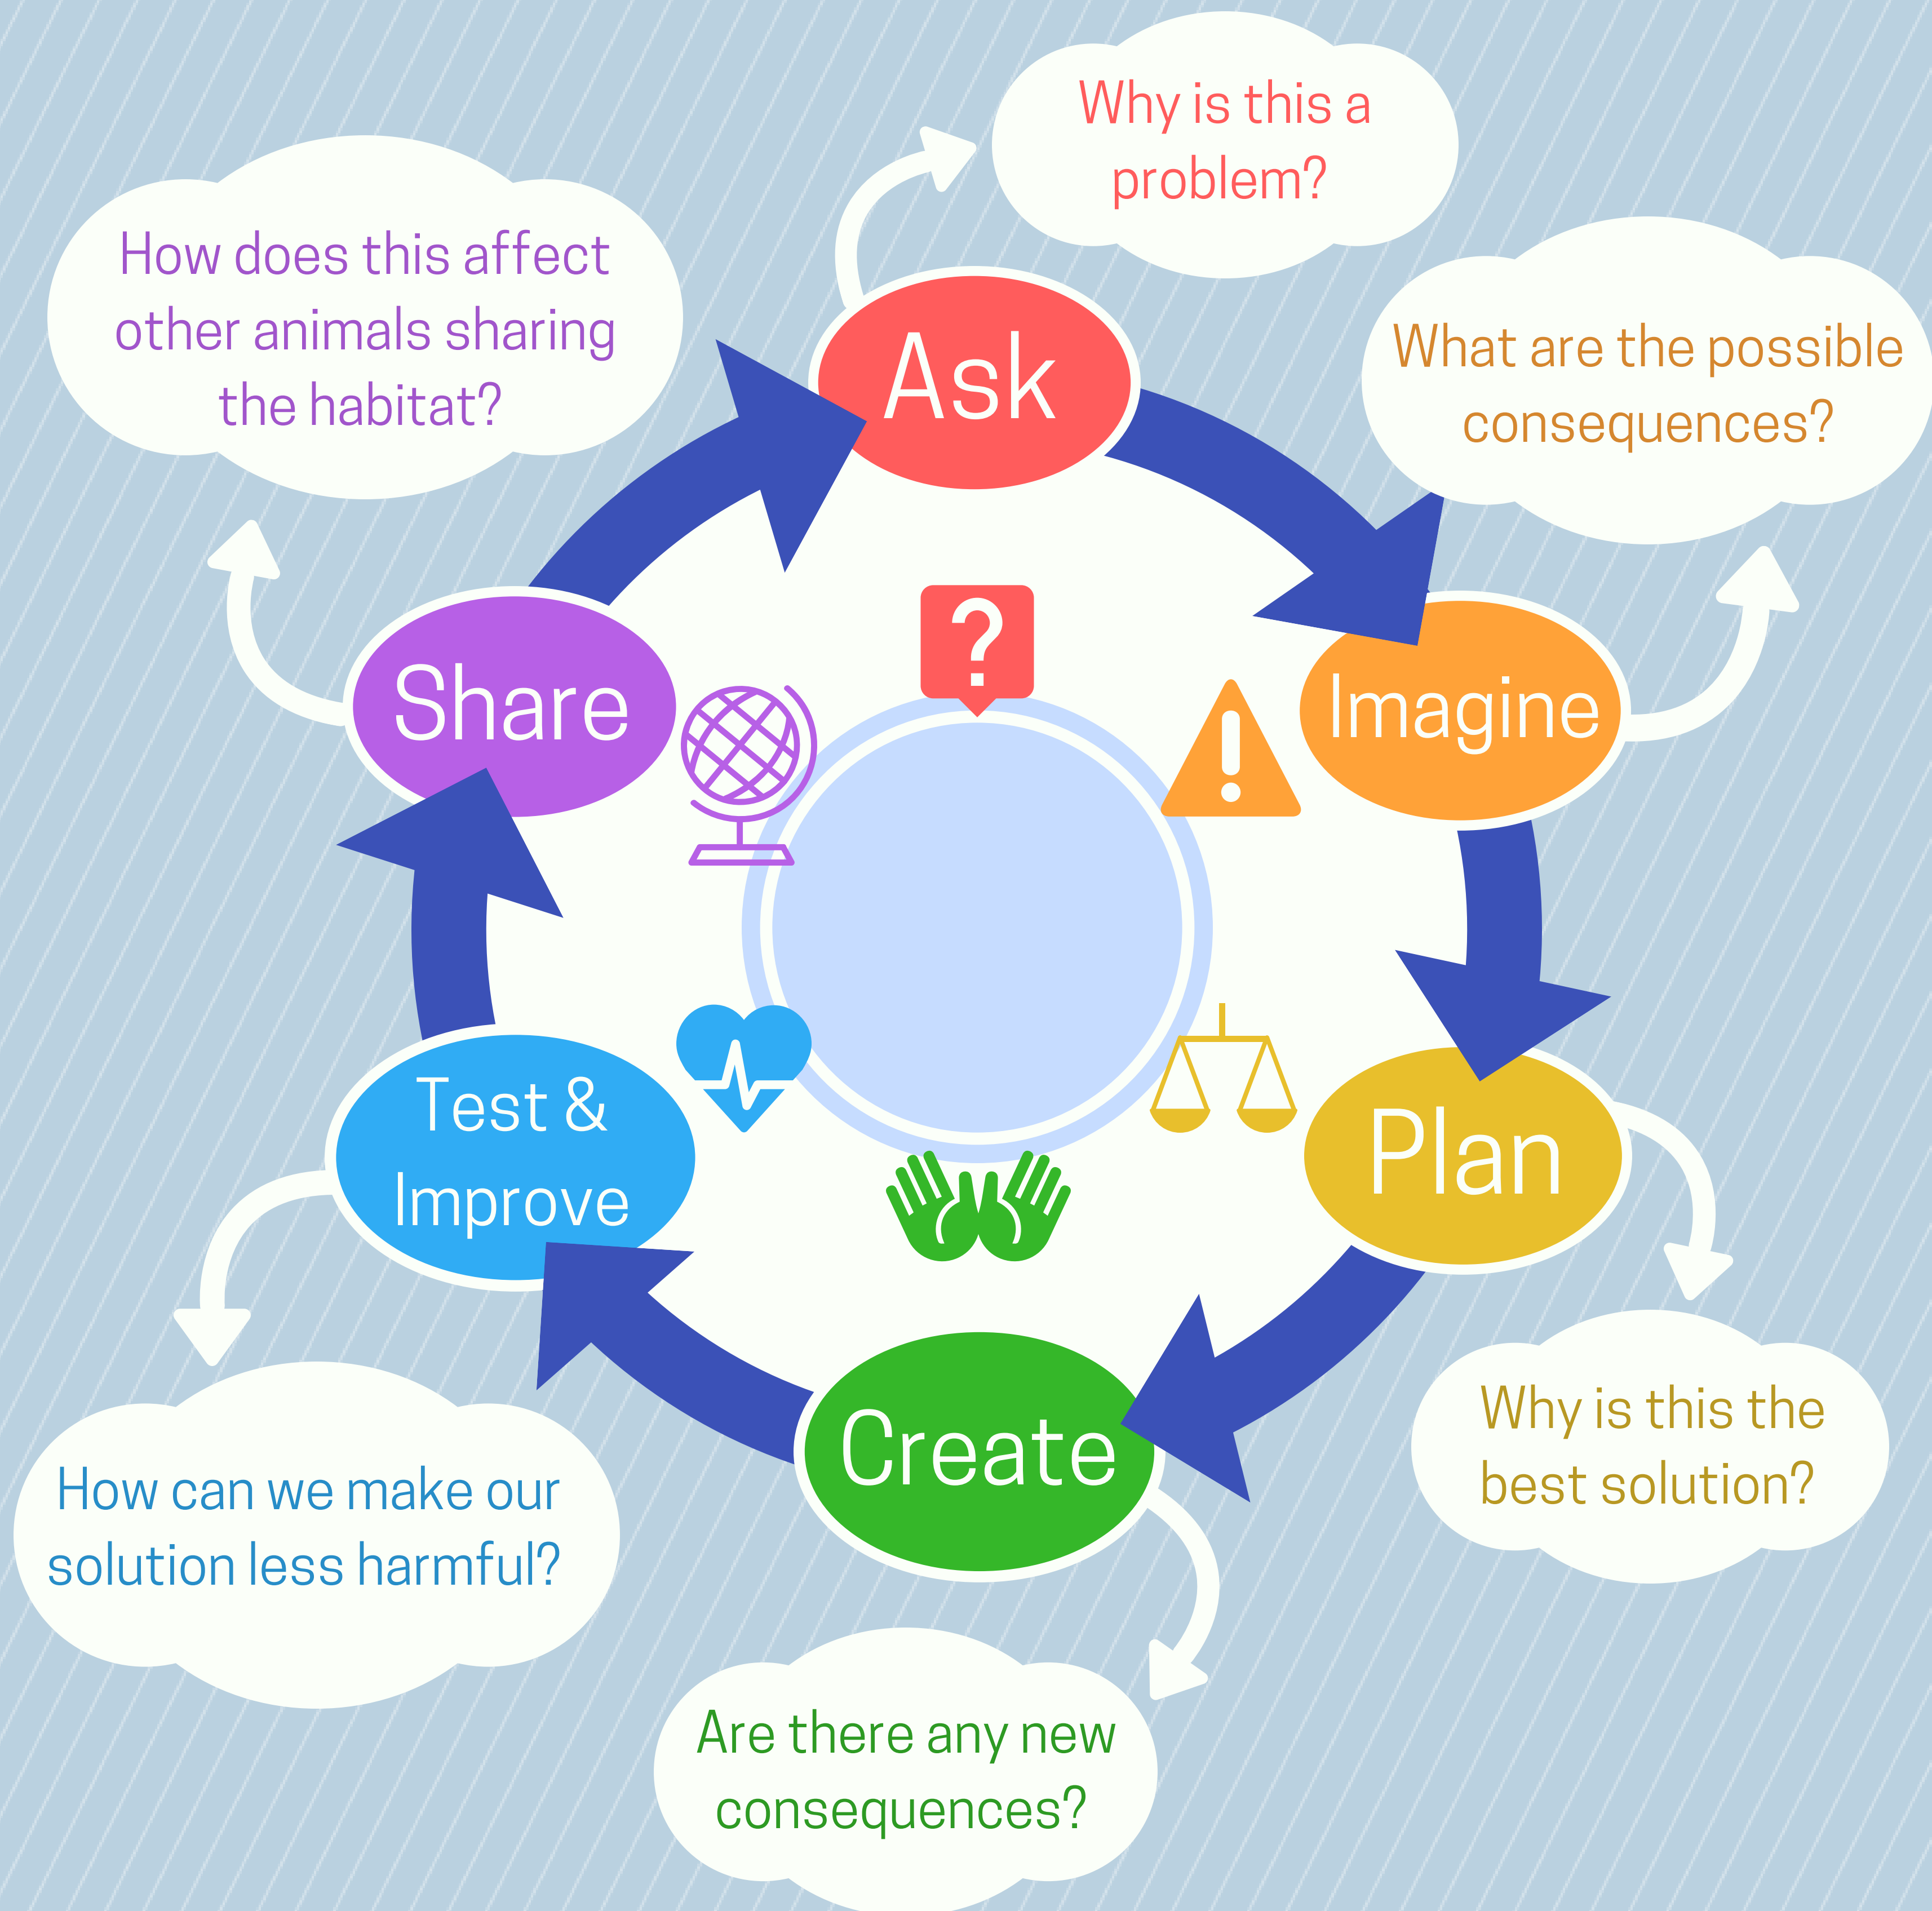 Why is this a
problem?
How does this affect
other animals sharing
the habitat?
What are the possible
consequences?
Ask
?
Share
Imagine
!
Test &
Improve
Plan
Create
Why is this the
best solution?
How can we make our
solution less harmful?
Are there any new
consequences?